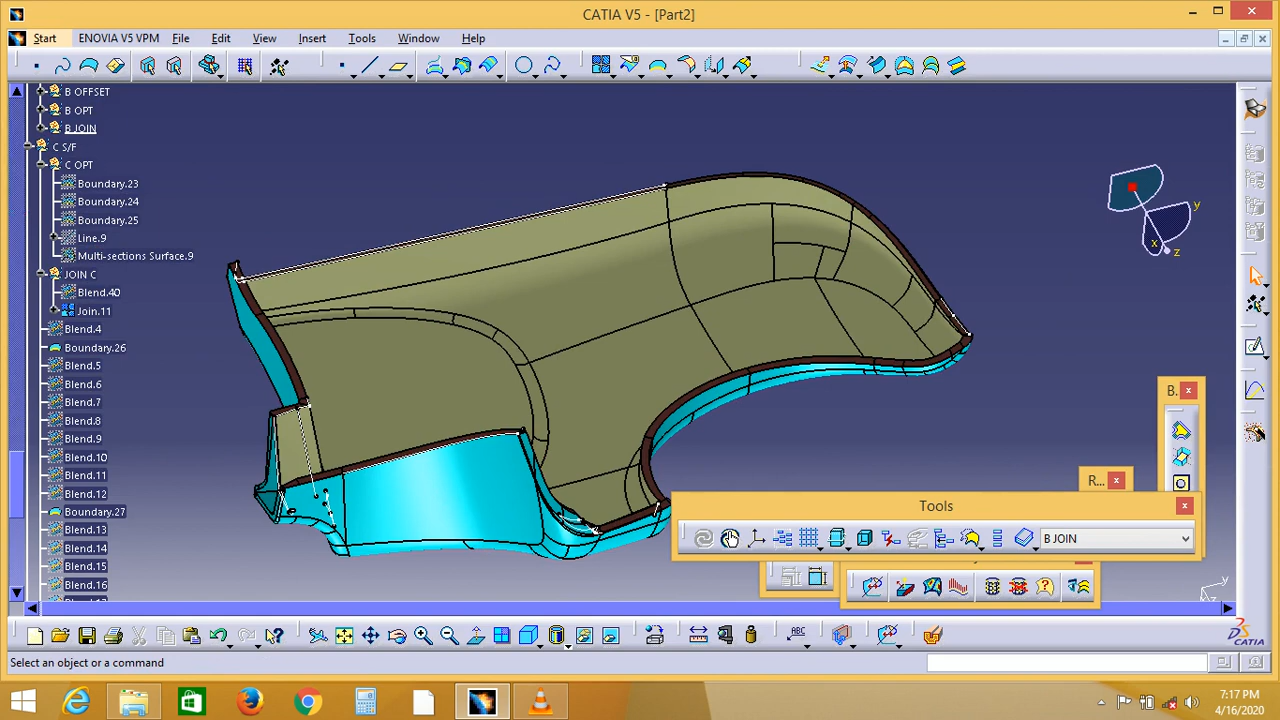 CATIA V5 - [Part2]
Start ENOVIA V5 VPM File Edit View Insert Tools Window Help
B OFFSET
B OPT
B JOIN
C S/F
C OPT
Boundary.23
Boundary.24
Boundary.25
Line.9
Multi-sections Surface.9
JOIN C
Blend.40
Join.11
Blend.4
Boundary.26
Blend.5
Blend.6
Blend.7
Blend.8
Blend.9
Blend.10
Blend.11
Blend.12
Boundary.27
Blend.13
Blend.14
Blend.15
Blend.16
y
x
z
B.
R...
Tools
B JOIN
y
ABC
CATIA
Select an object or a command
7:17 PM
4/16/2020